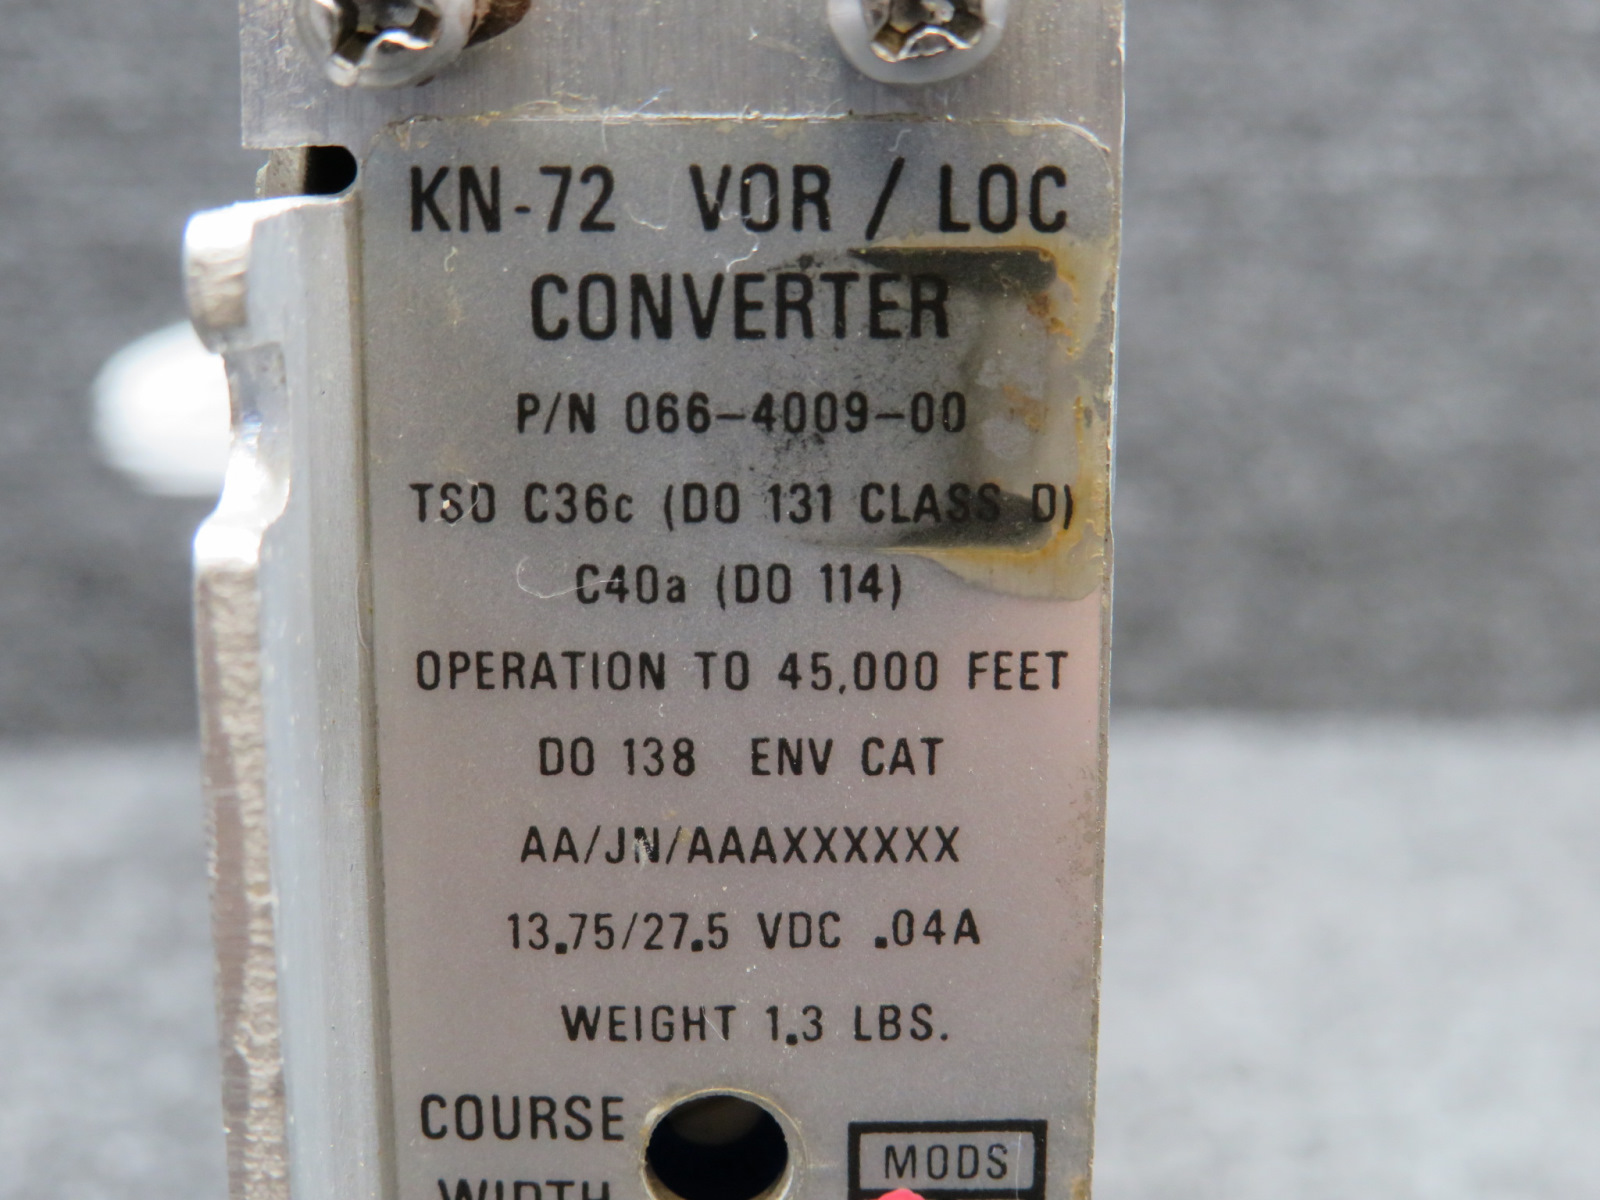 KN-72 VOR / LOC
CONVERTER
P/N 066-4009-00
TSO C36c (DO 131 CLASS D)
C40a (DO 114)
OPERATION TO 45,000 FEET
DO 138 ENV CAT
AA/JN/AAAXXXXXX
13.75/27.5 VDC .04A
WEIGHT 1.3 LBS.
COURSE
WIDTH
MODS